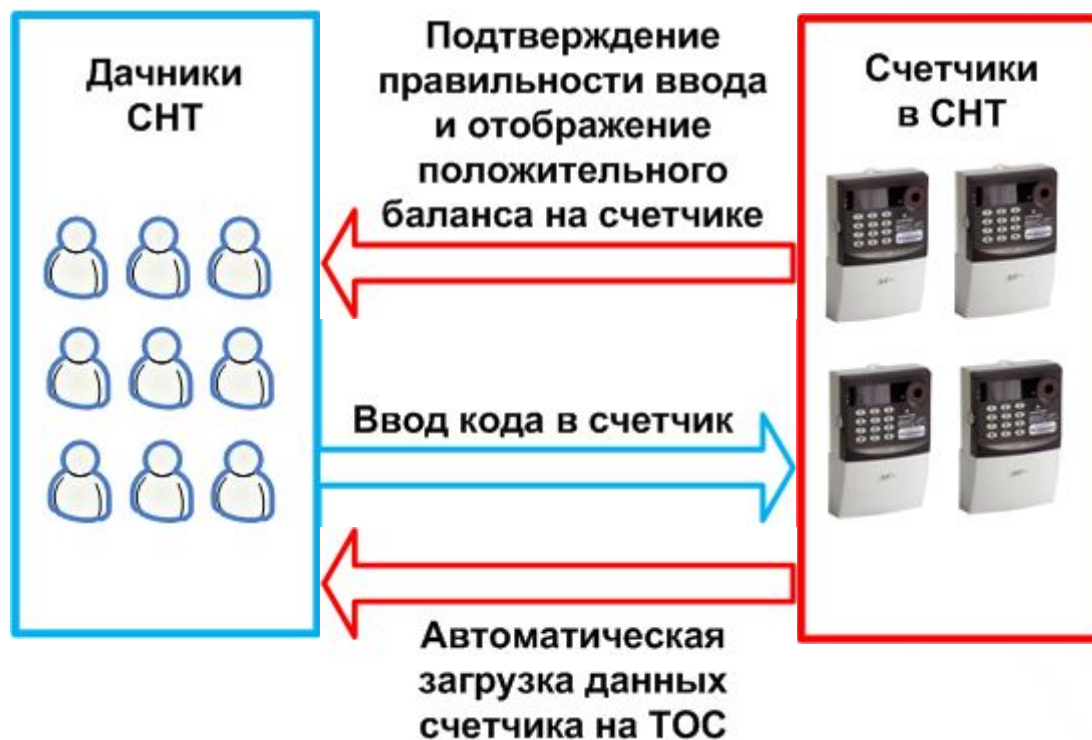 Дачники
СНТ
Подтверждение
правильности ввода
и отображение
положительного
баланса на счетчике
Счетчики
в СНТ
Ввод кода в счетчик
Автоматическая
загрузка данных
счетчика на ТОС